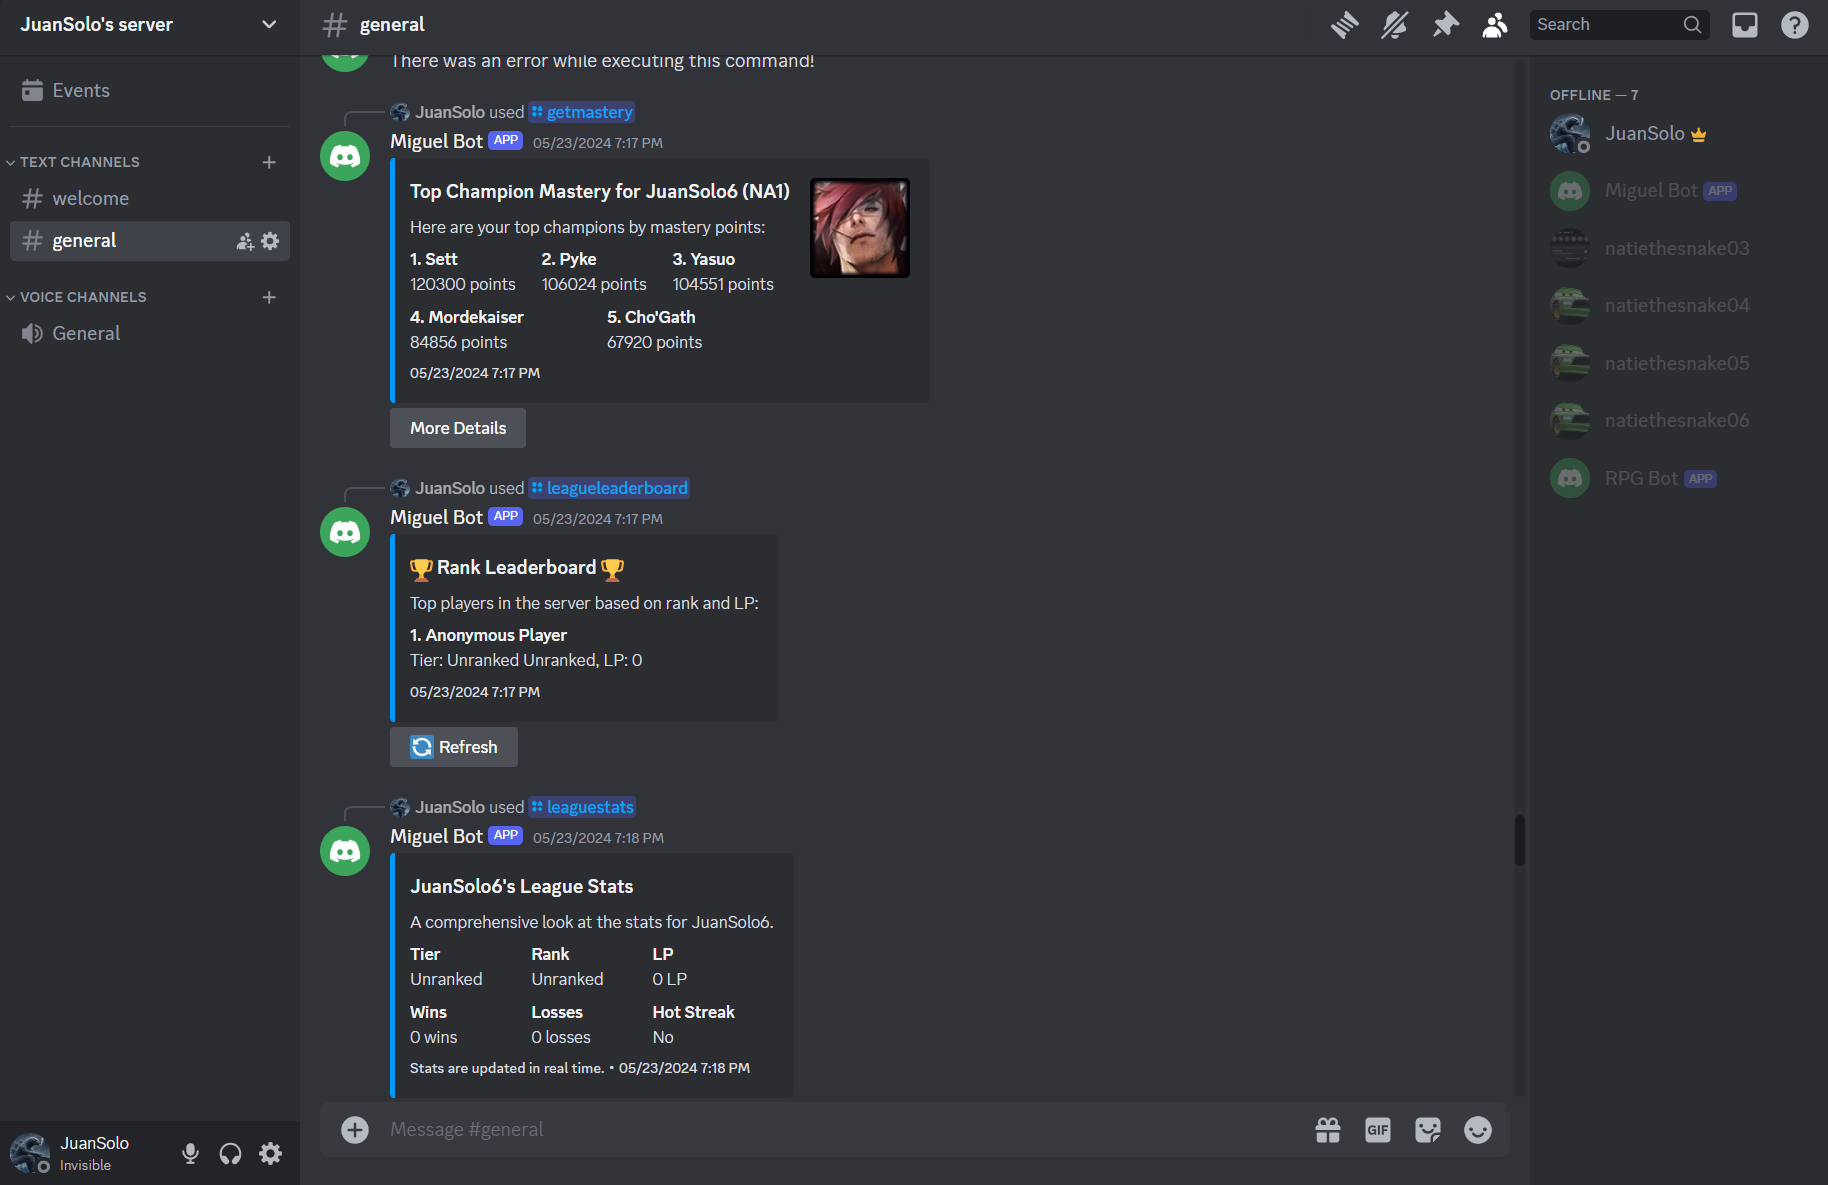 JuanSolo's server
Events
TEXT CHANNELS
welcome
general
VOICE CHANNELS
General
JuanSolo
Invisible
general
Search
There was an error while executing this command!
JuanSolo used getmastery
Miguel Bot APP 05/23/2024 7:17 PM
Top Champion Mastery for JuanSolo6 (NA1)
Here are your top champions by mastery points:
1. Sett 2. Pyke 3. Yasuo
120300 points 106024 points 104551 points
4. Mordekaiser 5. Cho'Gath
84856 points 67920 points
05/23/2024 7:17 PM
More Details
JuanSolo used leagueleaderboard
Miguel Bot APP 05/23/2024 7:17 PM
🏆 Rank Leaderboard 🏆
Top players in the server based on rank and LP:
1. Anonymous Player
Tier: Unranked Unranked, LP: 0
05/23/2024 7:17 PM
Refresh
JuanSolo used leaguestats
Miguel Bot APP 05/23/2024 7:18 PM
JuanSolo6's League Stats
A comprehensive look at the stats for JuanSolo6.
Tier Rank LP
Unranked Unranked 0 LP
Wins Losses Hot Streak
0 wins 0 losses No
Stats are updated in real time. • 05/23/2024 7:18 PM
Message #general
GIF
OFFLINE — 7
JuanSolo
Miguel Bot APP
natiethesnake03
natiethesnake04
natiethesnake05
natiethesnake06
RPG Bot APP